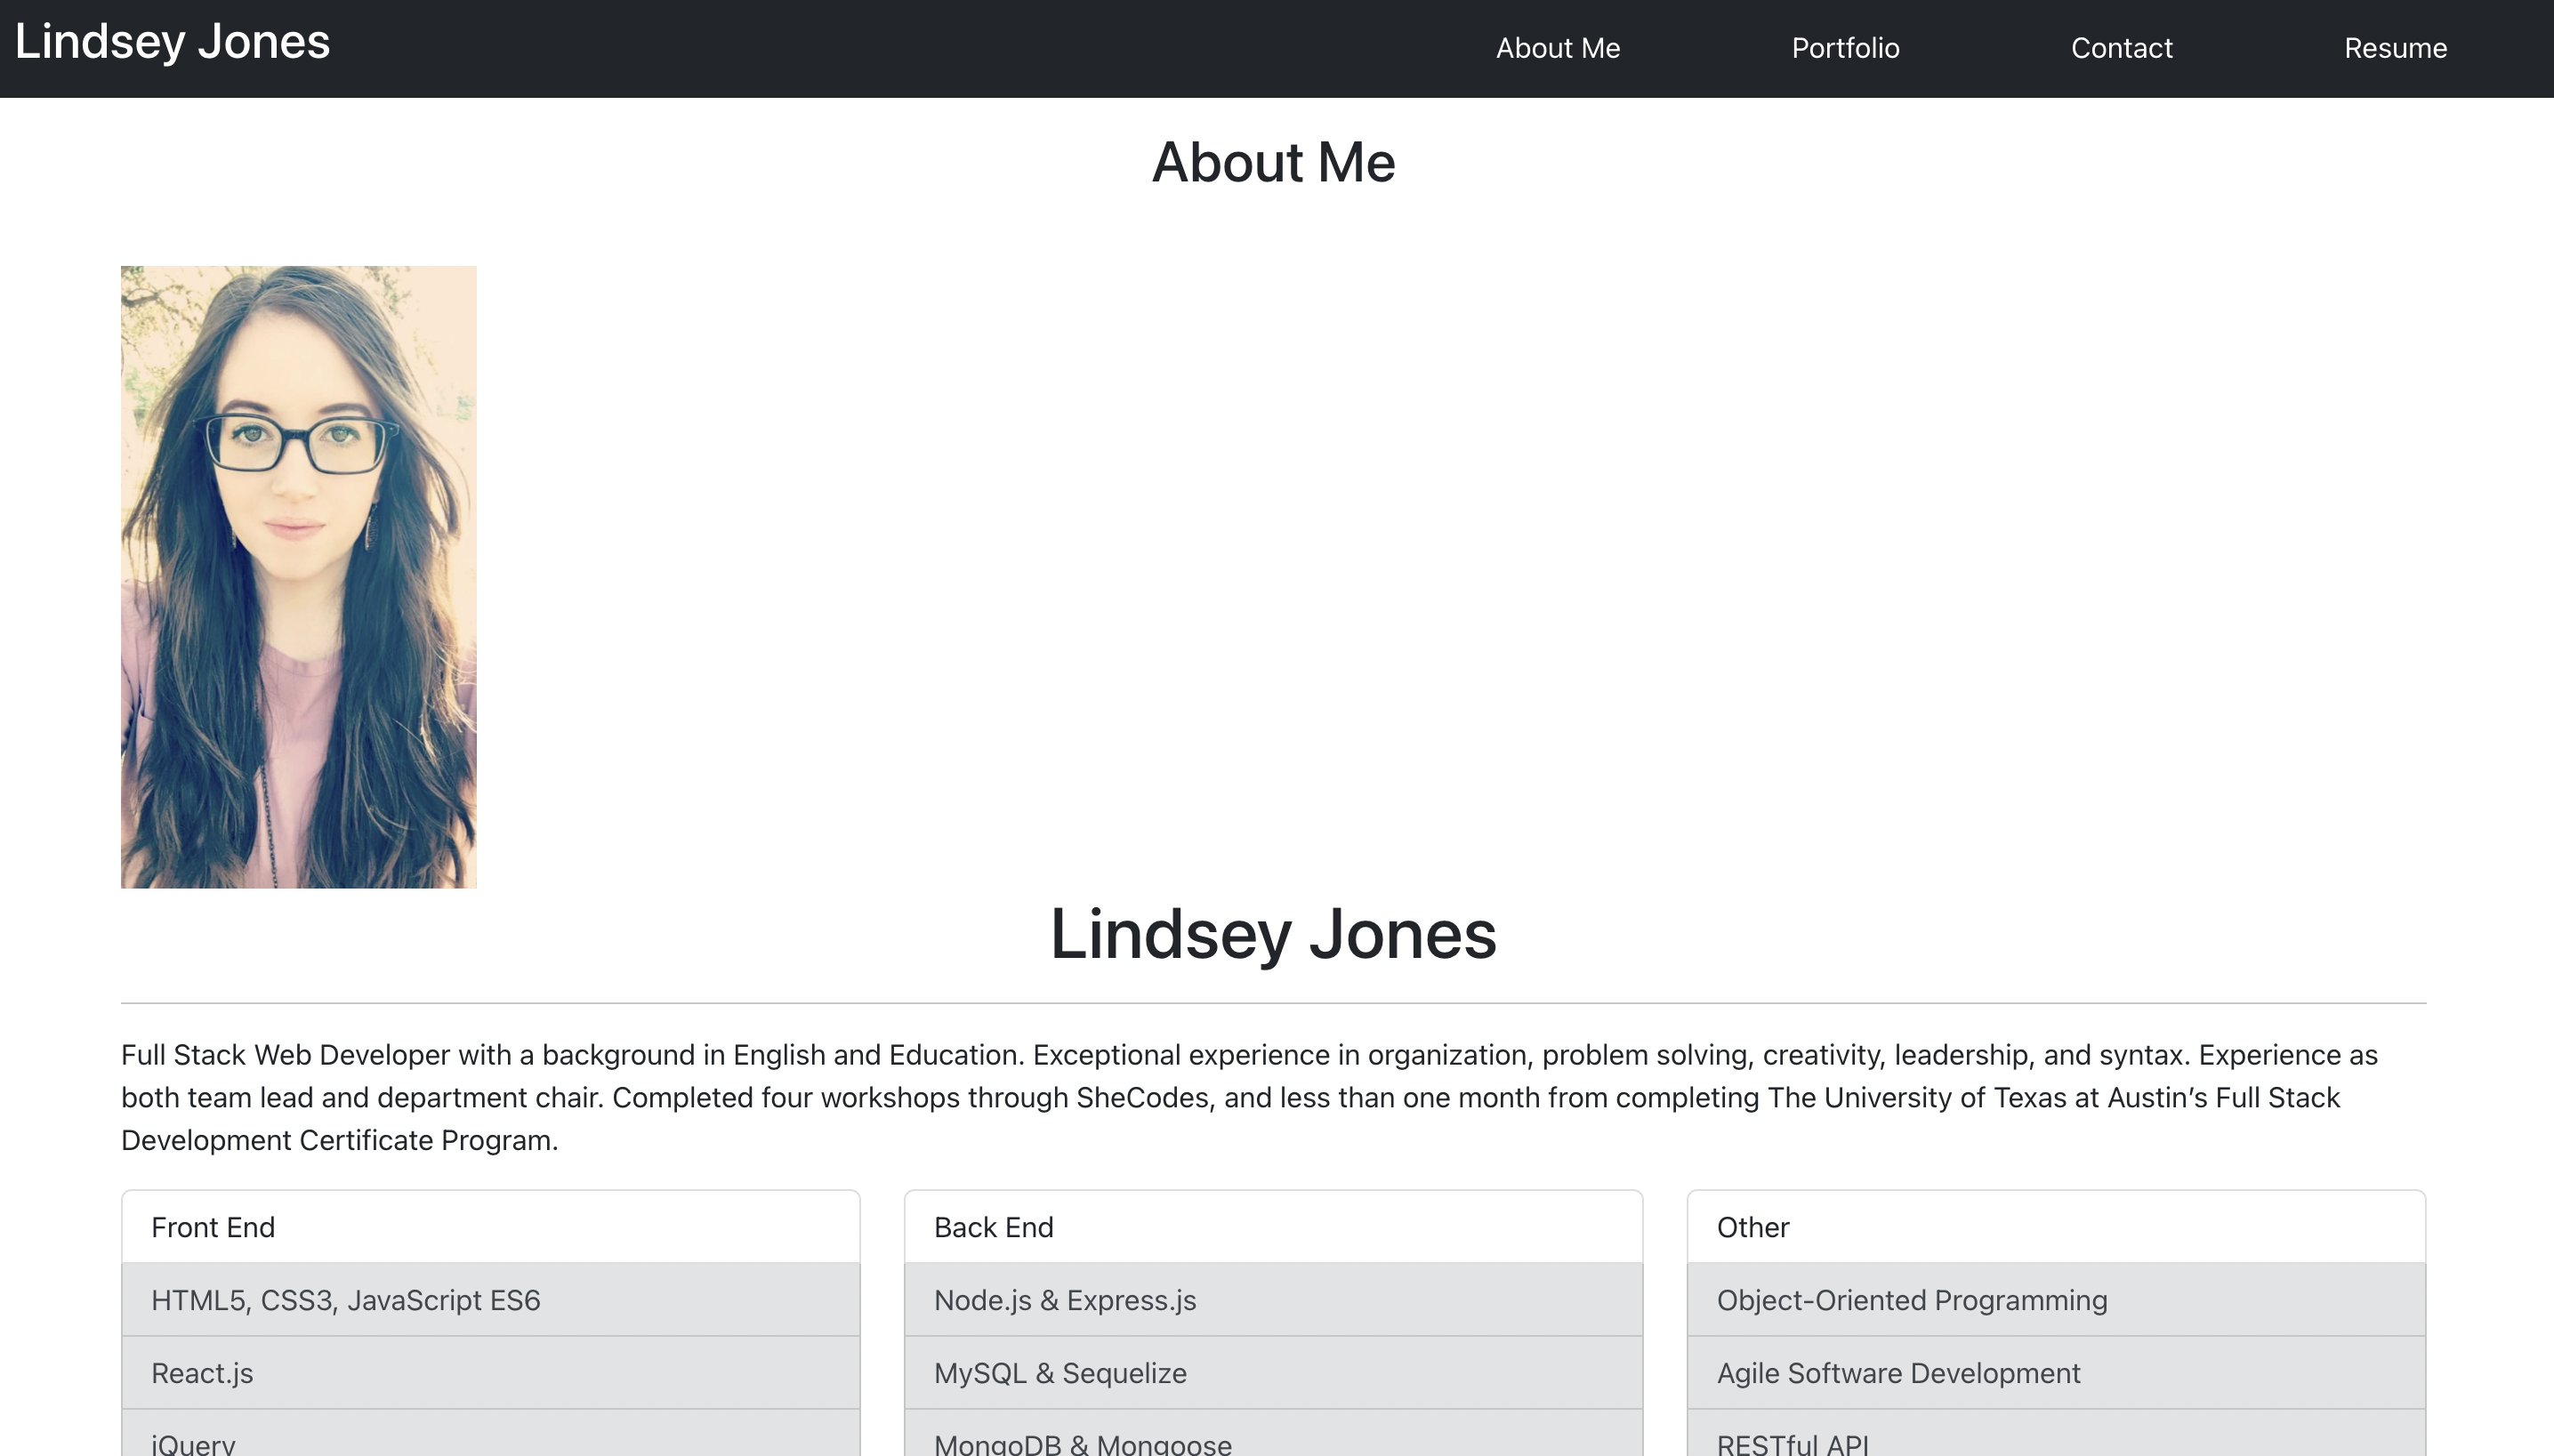 Lindsey Jones
About Me
Portfolio
Contact
Resume
About Me
Lindsey Jones
Full Stack Web Developer with a background in English and Education. Exceptional experience in organization, problem solving, creativity, leadership, and syntax. Experience as
both team lead and department chair. Completed four workshops through SheCodes, and less than one month from completing The University of Texas at Austin’s Full Stack
Development Certificate Program.
Front End
HTML5, CSS3, JavaScript ES6
React.js
jQuery
Back End
Node.js & Express.js
MySQL & Sequelize
MongoDB & Mongoose
Other
Object-Oriented Programming
Agile Software Development
RESTful API